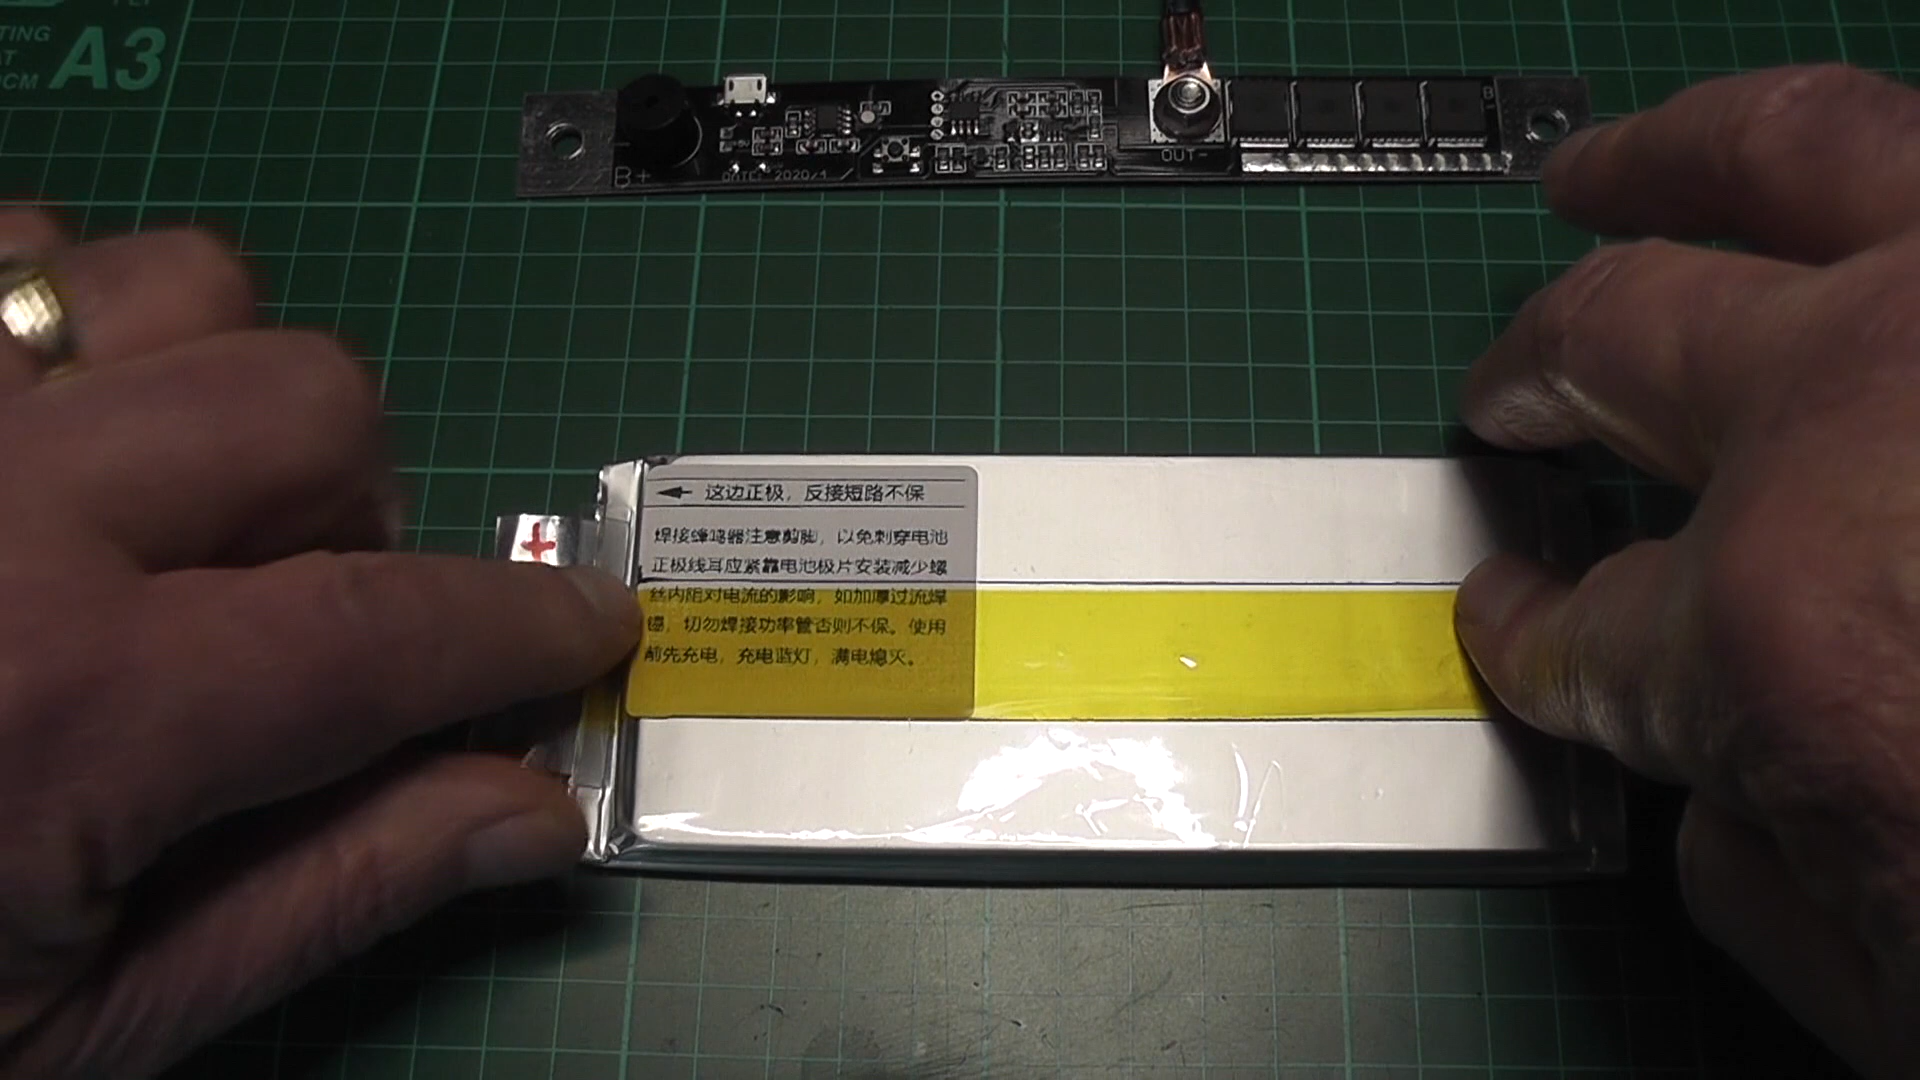 TING
A3
B+
2020/4
OUT-
B-
+
← 这边正极，反接短路不保
焊接蜂鸣器注意剪脚，以免刺穿电池
正极线耳应紧靠电池极片安装减少螺
丝内阻对电流的影响，如加厚过流焊
锡，切勿焊接功率管否则不保。使用
前先充电，充电蓝灯，满电熄灭。